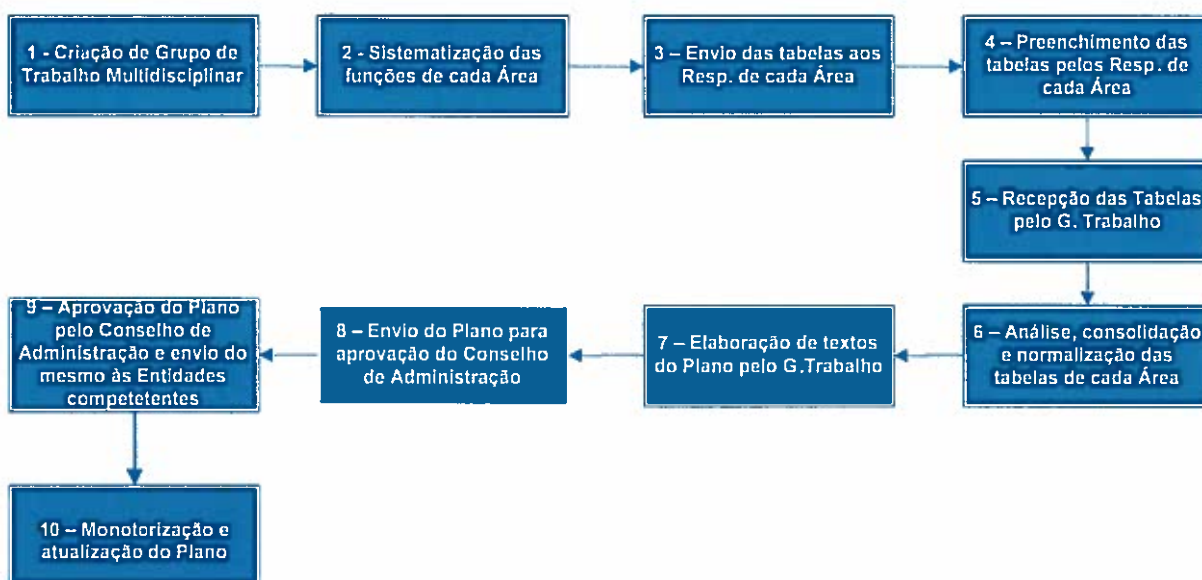 1 - Criação de Grupo de
Trabalho Multidisciplinar
2 - Sistematização das
funções de cada Área
3 – Envio das tabelas aos
Resp. de cada Área
4 – Preenchimento das
tabelas pelos Resp. de
cada Área
5 – Recepção das Tabelas
pelo G. Trabalho
6 – Análise, consolidação
e normalização das
tabelas de cada Área
7 – Elaboração de textos
do Plano pelo G.Trabalho
8 – Envio do Plano para
aprovação do Conselho
de Administração
9 – Aprovação do Plano
pelo Conselho de
Administração e envio do
mesmo às Entidades
competetentes
10 – Monotorização e
atualização do Plano